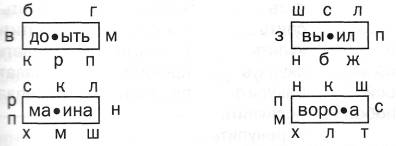 б г
в до•ыть м
к р п
ш с л
з вы•ил п
н б ж
с к л
р
п ма•ина н
х м ш
н к ш
п
м воро•а с
х л т